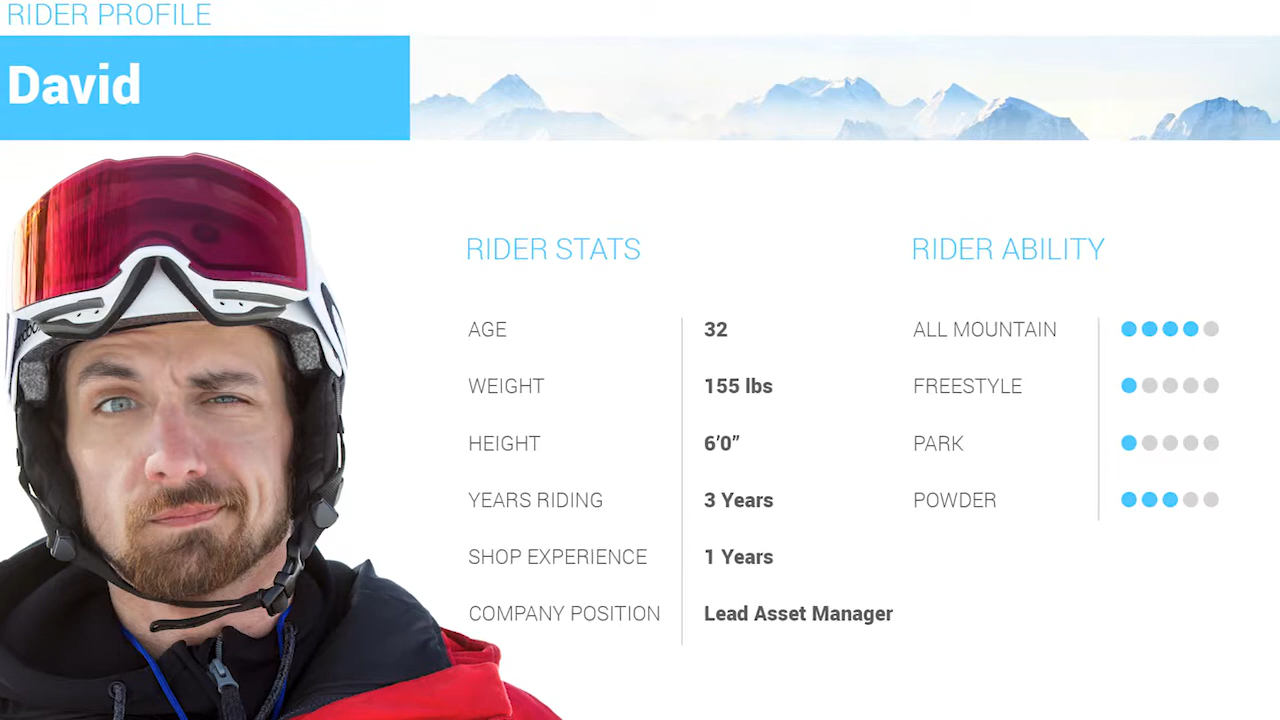 RIDER PROFILE
David
RIDER STATS
AGE 32
WEIGHT 155 lbs
HEIGHT 6’0”
YEARS RIDING 3 Years
SHOP EXPERIENCE 1 Years
COMPANY POSITION Lead Asset Manager
RIDER ABILITY
ALL MOUNTAIN
FREESTYLE
PARK
POWDER